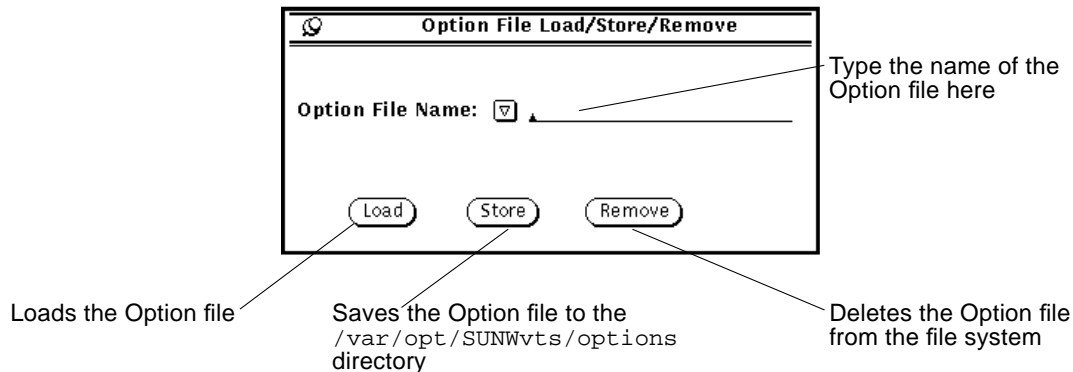 Option File Load/Store/Remove
Type the name of the
Option file here
Option File Name:
Load
Store
Remove
Loads the Option file
Saves the Option file to the
/var/opt/SUNWvts/options
directory
Deletes the Option file
from the file system